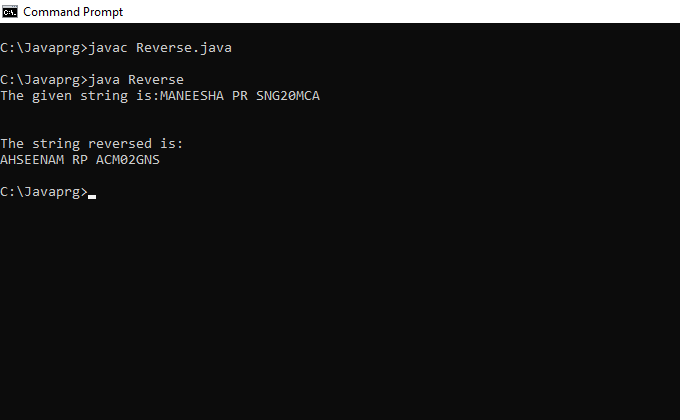 Command Prompt
C:\Javaprg>javac Reverse.java
C:\Javaprg>java Reverse
The given string is:MANEESHA PR SNG20MCA
The string reversed is:
AHSEENAM RP ACM02GNS
C:\Javaprg>